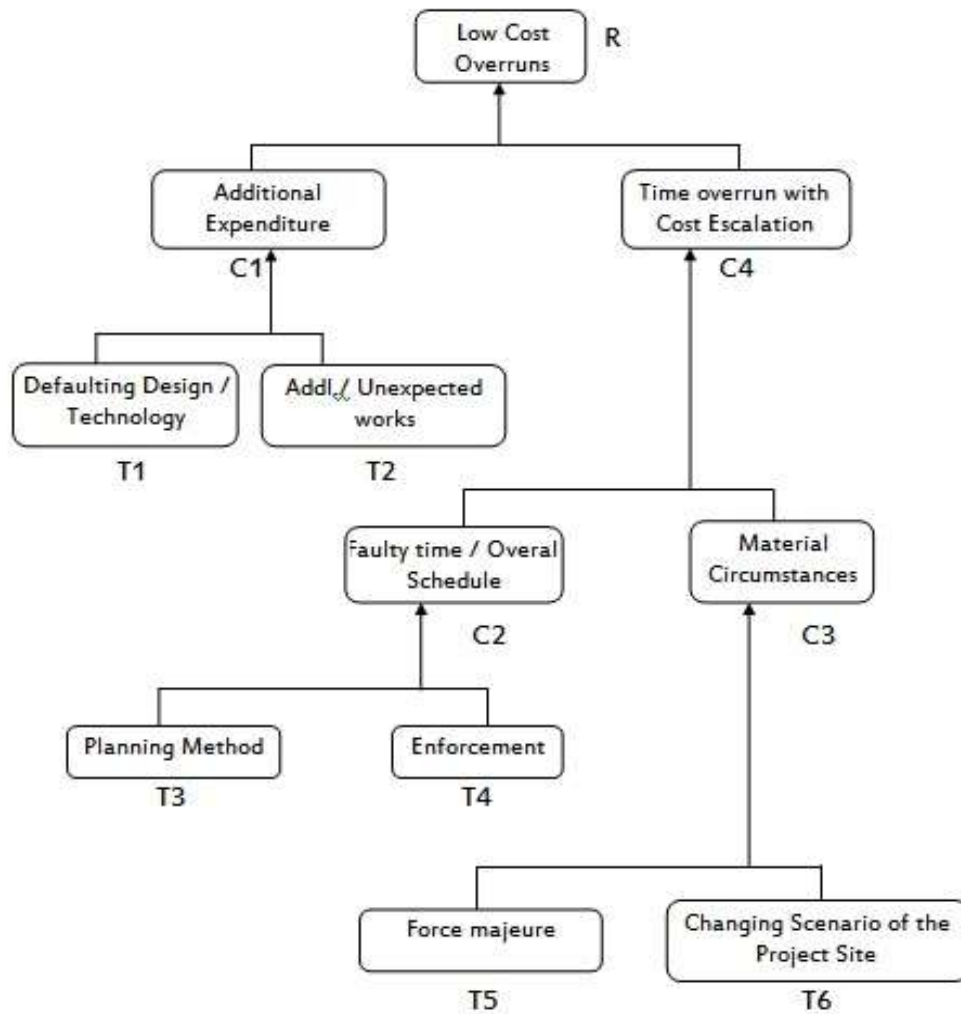 Low Cost
Overruns
R
Additional
Expenditure
C1
Time overrun with
Cost Escalation
C4
Defaulting Design /
Technology
T1
Addl./ Unexpected
works
T2
Faulty time / Overal
Schedule
C2
Material
Circumstances
C3
Planning Method
T3
Enforcement
T4
Force majeure
T5
Changing Scenario of the
Project Site
T6